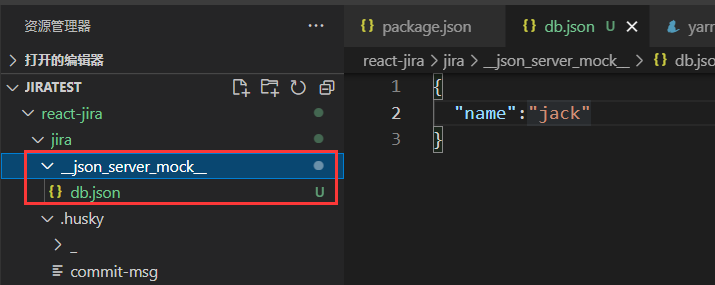 资源管理器
打开的编辑器
JIRATEST
react-jira
jira
__json_server_mock__
{} db.json U
.husky
_
commit-msg
{} package.json
{} db.json U
yarn
react-jira > jira > __json_server_mock__ > {} db.jso
1 {
2 "name":"jack"
3 }